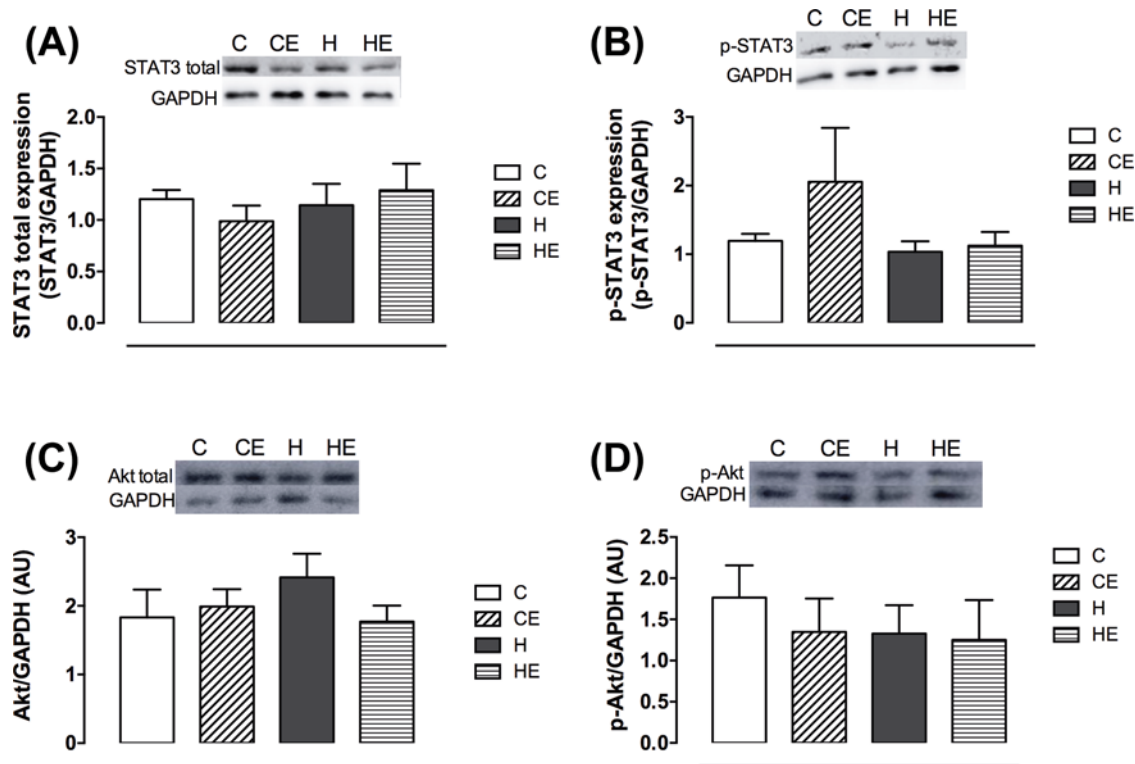 (A)
C CE H HE
STAT3 total
GAPDH
STAT3 total expression
(STAT3/GAPDH)
2.0
1.5
1.0
0.5
0.0
C
CE
H
HE
(B)
C CE H HE
p-STAT3
GAPDH
p-STAT3 expression
(p-STAT3/GAPDH)
3
2
1
0
C
CE
H
HE
(C)
C CE H HE
Akt total
GAPDH
Akt/GAPDH (AU)
3
2
1
0
C
CE
H
HE
(D)
C CE H HE
p-Akt
GAPDH
p-Akt/GAPDH (AU)
2.5
2.0
1.5
1.0
0.5
0.0
C
CE
H
HE